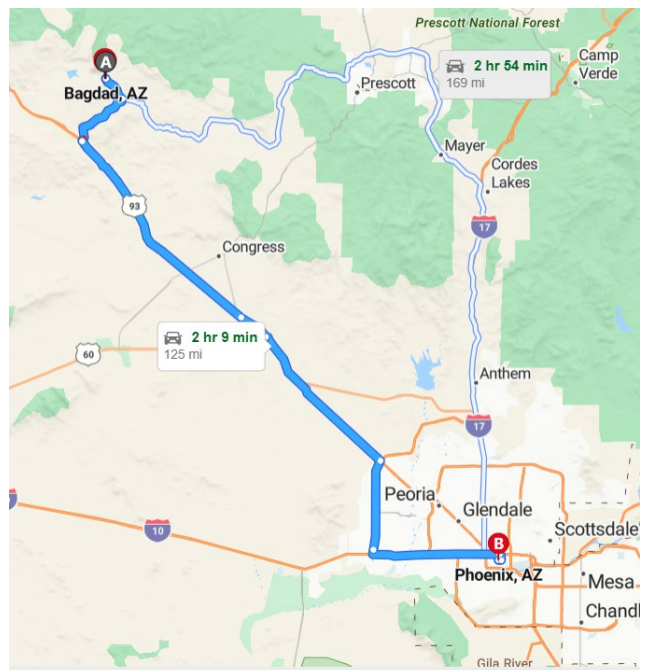 Prescott National Forest
A
Bagdad, AZ
2 hr 54 min
169 mi
Camp
Verde
Prescott
Mayer
Cordes
Lakes
93
17
Congress
2 hr 9 min
125 mi
60
Anthem
17
Peoria
Glendale
10
Scottsdale
B
Phoenix, AZ
Mesa
Chandl
Gila River